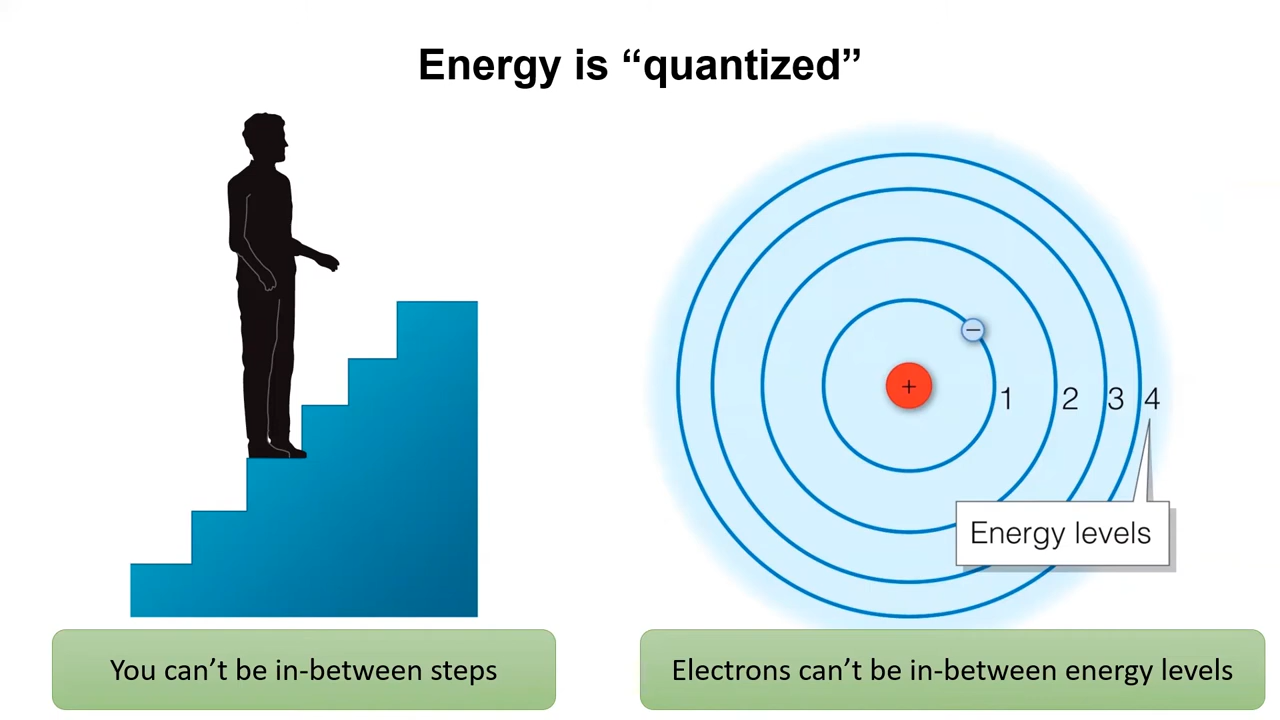 Energy is “quantized”
+
−
1
2
3
4
Energy levels
You can’t be in-between steps
Electrons can’t be in-between energy levels